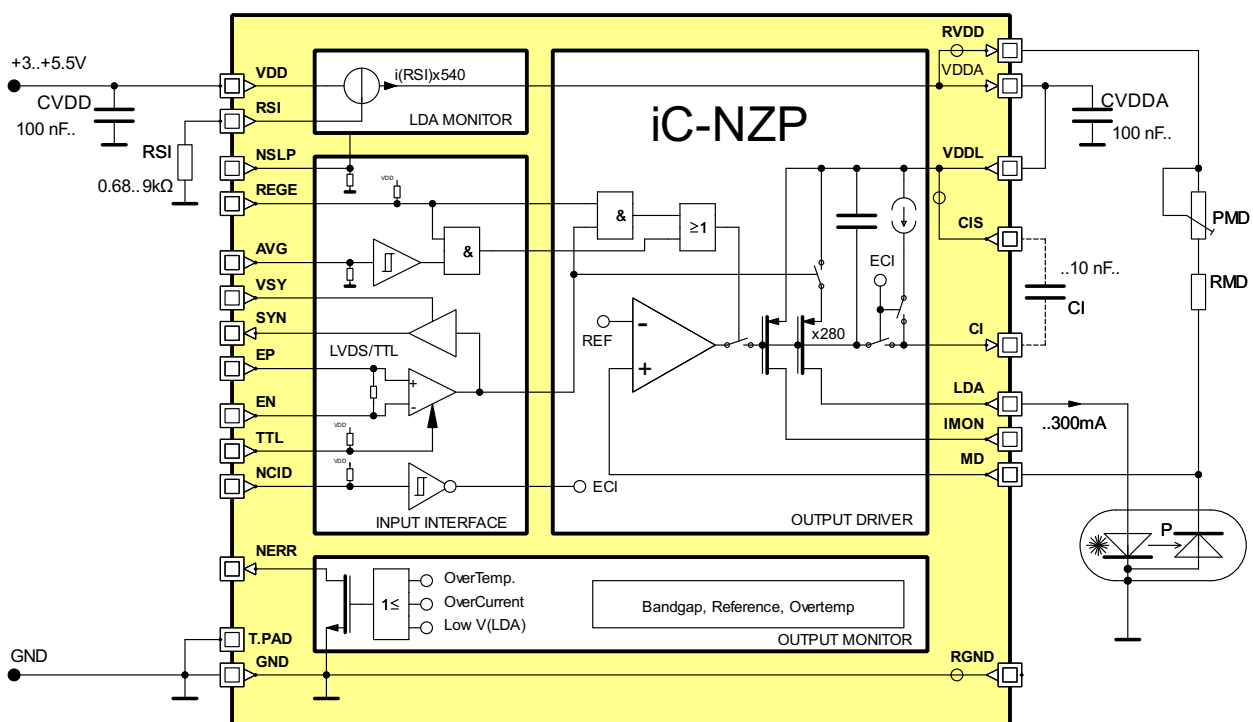 +3..+5.5V
CVDD
100 nF..
VDD
RSI
RSI
0.68..9kΩ
NSLP
REGE
AVG
VSY
SYN
EP
EN
TTL
NCID
NERR
T.PAD
GND
GND
i(RSI)x540
LDA MONITOR
VDD
&
LVDS/TTL
+
-
VDD
VDD
INPUT INTERFACE
ECI
iC-NZP
&
≥1
REF
-
+
x280
ECI
OUTPUT DRIVER
1≤
OverTemp.
OverCurrent
Low V(LDA)
Bandgap, Reference, Overtemp
OUTPUT MONITOR
RVDD
VDDA
VDDL
CIS
CI
LDA
IMON
MD
RGND
CVDDA
100 nF..
..10 nF..
CI
PMD
RMD
..300mA
P